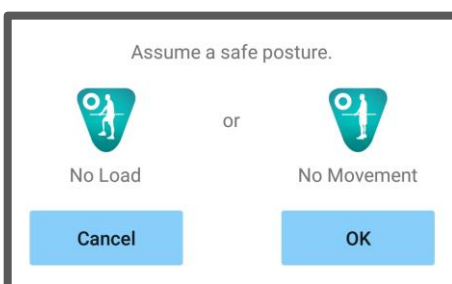 Assume a safe posture.
or
No Load
No Movement
Cancel
OK